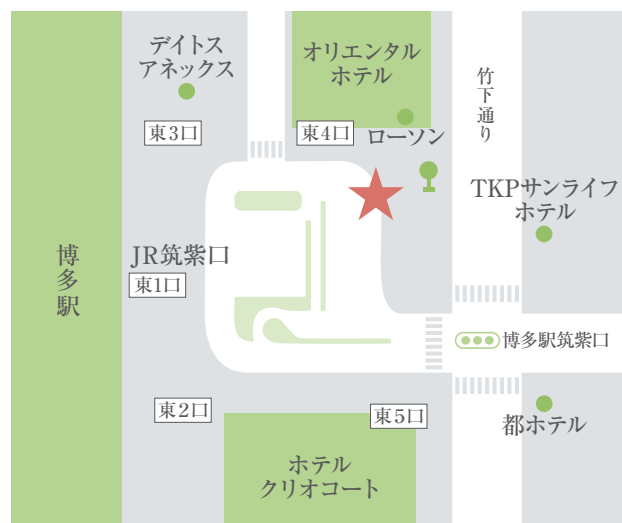 デイトス
アネックス
オリエンタル
ホテル
竹下通り
東3口
東4口
ローソン
TKPサンライフ
ホテル
博多駅
JR筑紫口
東1口
博多駅筑紫口
東2口
東5口
都ホテル
ホテル
クリオコート